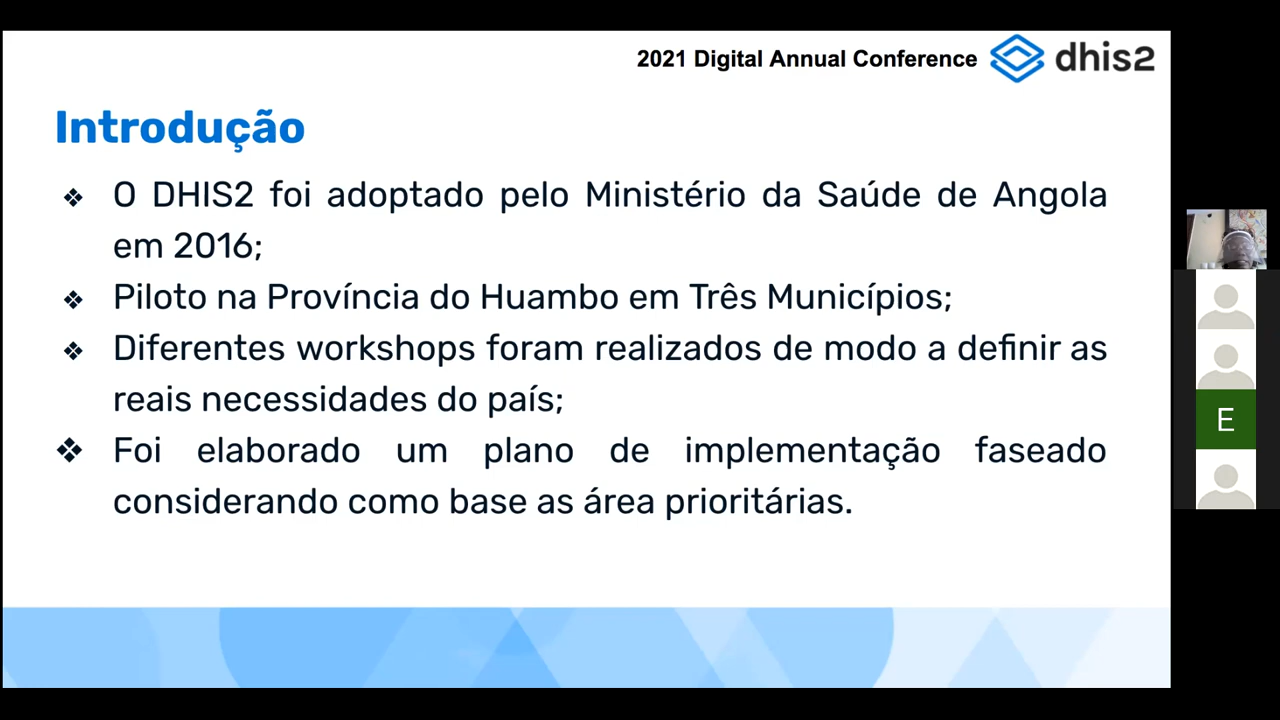 2021 Digital Annual Conference dhis2
Introdução
❖ O DHIS2 foi adoptado pelo Ministério da Saúde de Angola
em 2016;
❖ Piloto na Província do Huambo em Três Municípios;
❖ Diferentes workshops foram realizados de modo a definir as
reais necessidades do país;
❖ Foi elaborado um plano de implementação faseado
considerando como base as área prioritárias.
E